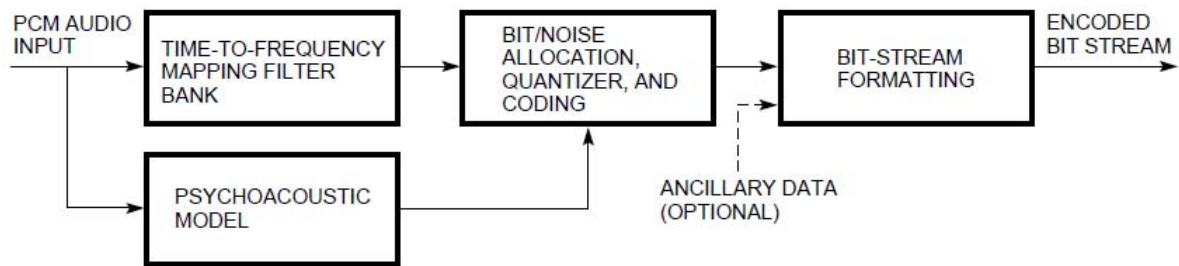 PCM AUDIO
INPUT
TIME-TO-FREQUENCY
MAPPING FILTER
BANK
BIT/NOISE
ALLOCATION,
QUANTIZER, AND
CODING
BIT-STREAM
FORMATTING
ENCODED
BIT STREAM
PSYCHOACOUSTIC
MODEL
ANCILLARY DATA
(OPTIONAL)